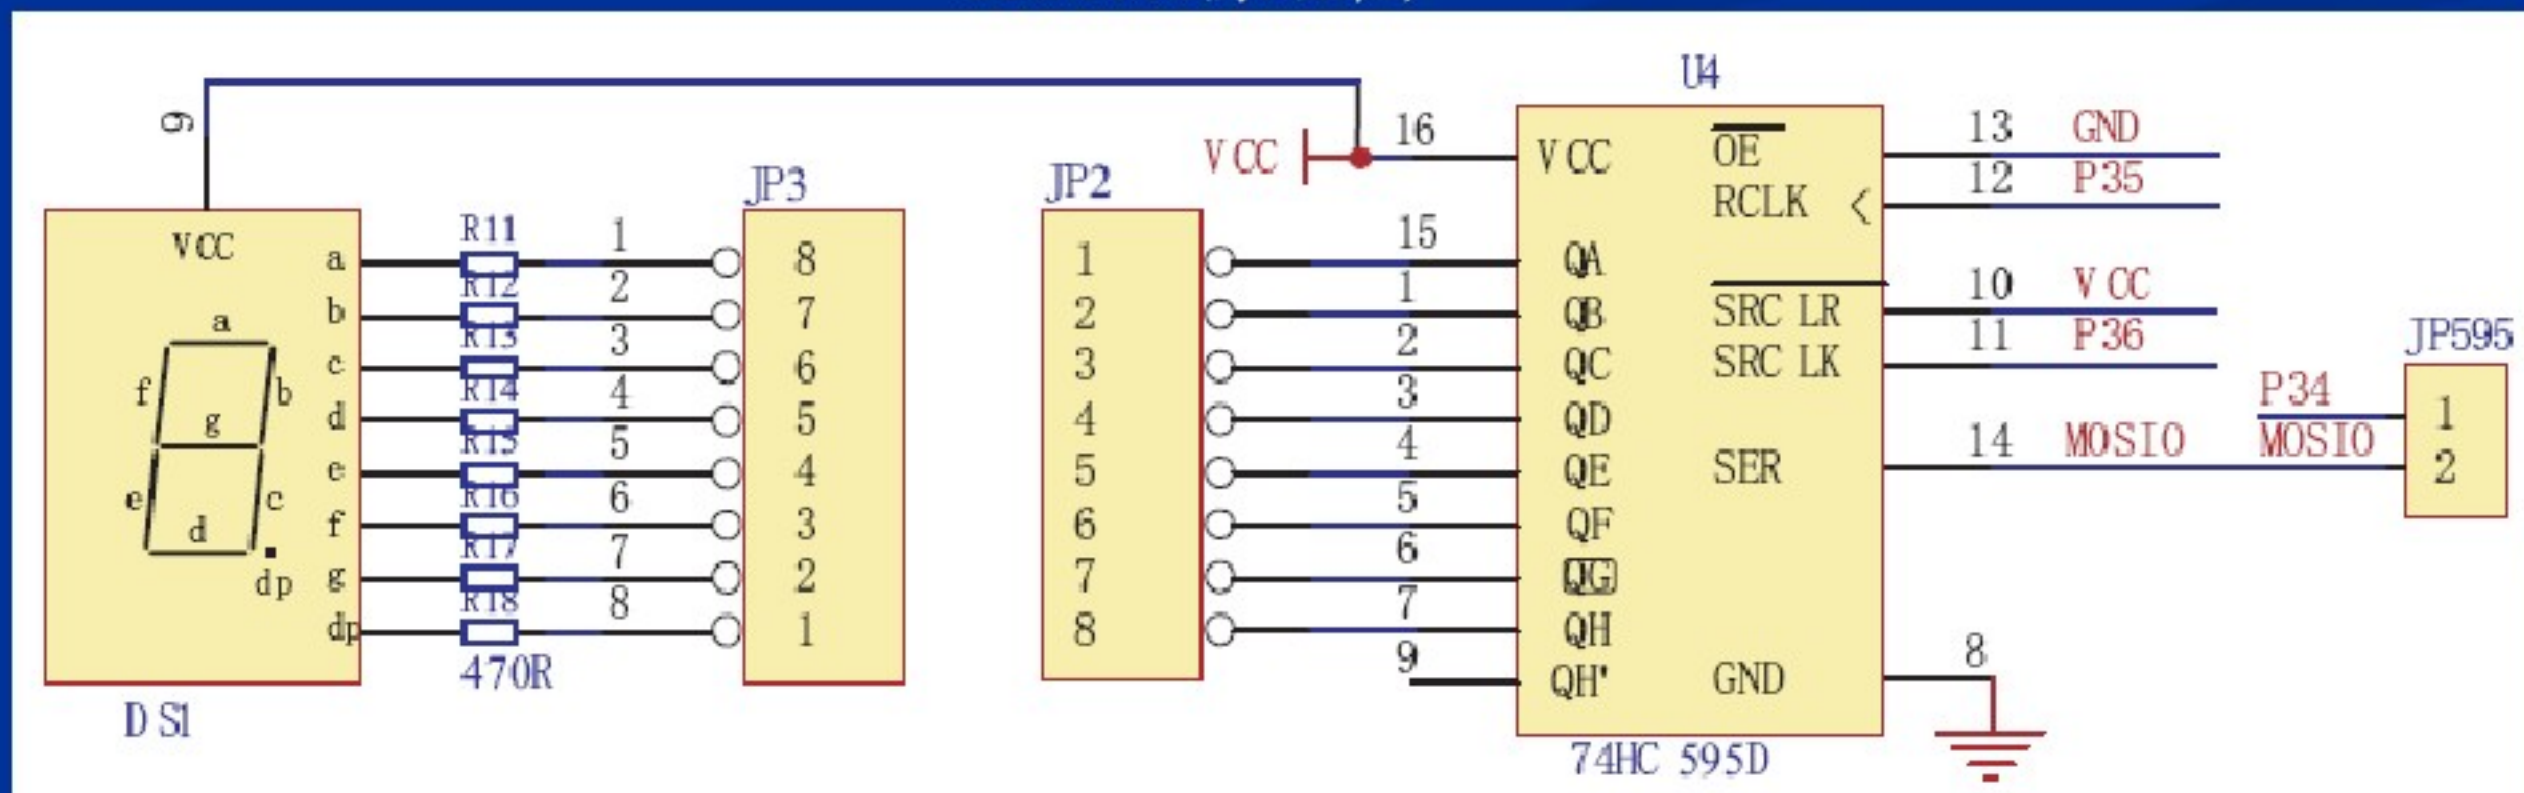 U4
9
VCC
16
VCC
OE
13
GND
RCLK
12
P35
JP3
JP2
VCC
a
R11
1
8
1
15
QA
b
R12
2
7
2
1
QB
SRC LR
10
VCC
c
R13
3
6
3
2
QC
SRC LK
11
P36
JP595
d
R14
4
5
4
3
QD
P34
1
e
R15
5
4
5
4
QE
SER
14
MOSIO
MOSIO
2
f
R16
6
3
6
5
QF
g
R17
7
2
7
6
QG
dp
R18
8
1
8
7
QH
a
f
b
g
e
c
d
dp
470R
9
QH'
GND
8
DS1
74HC 595D